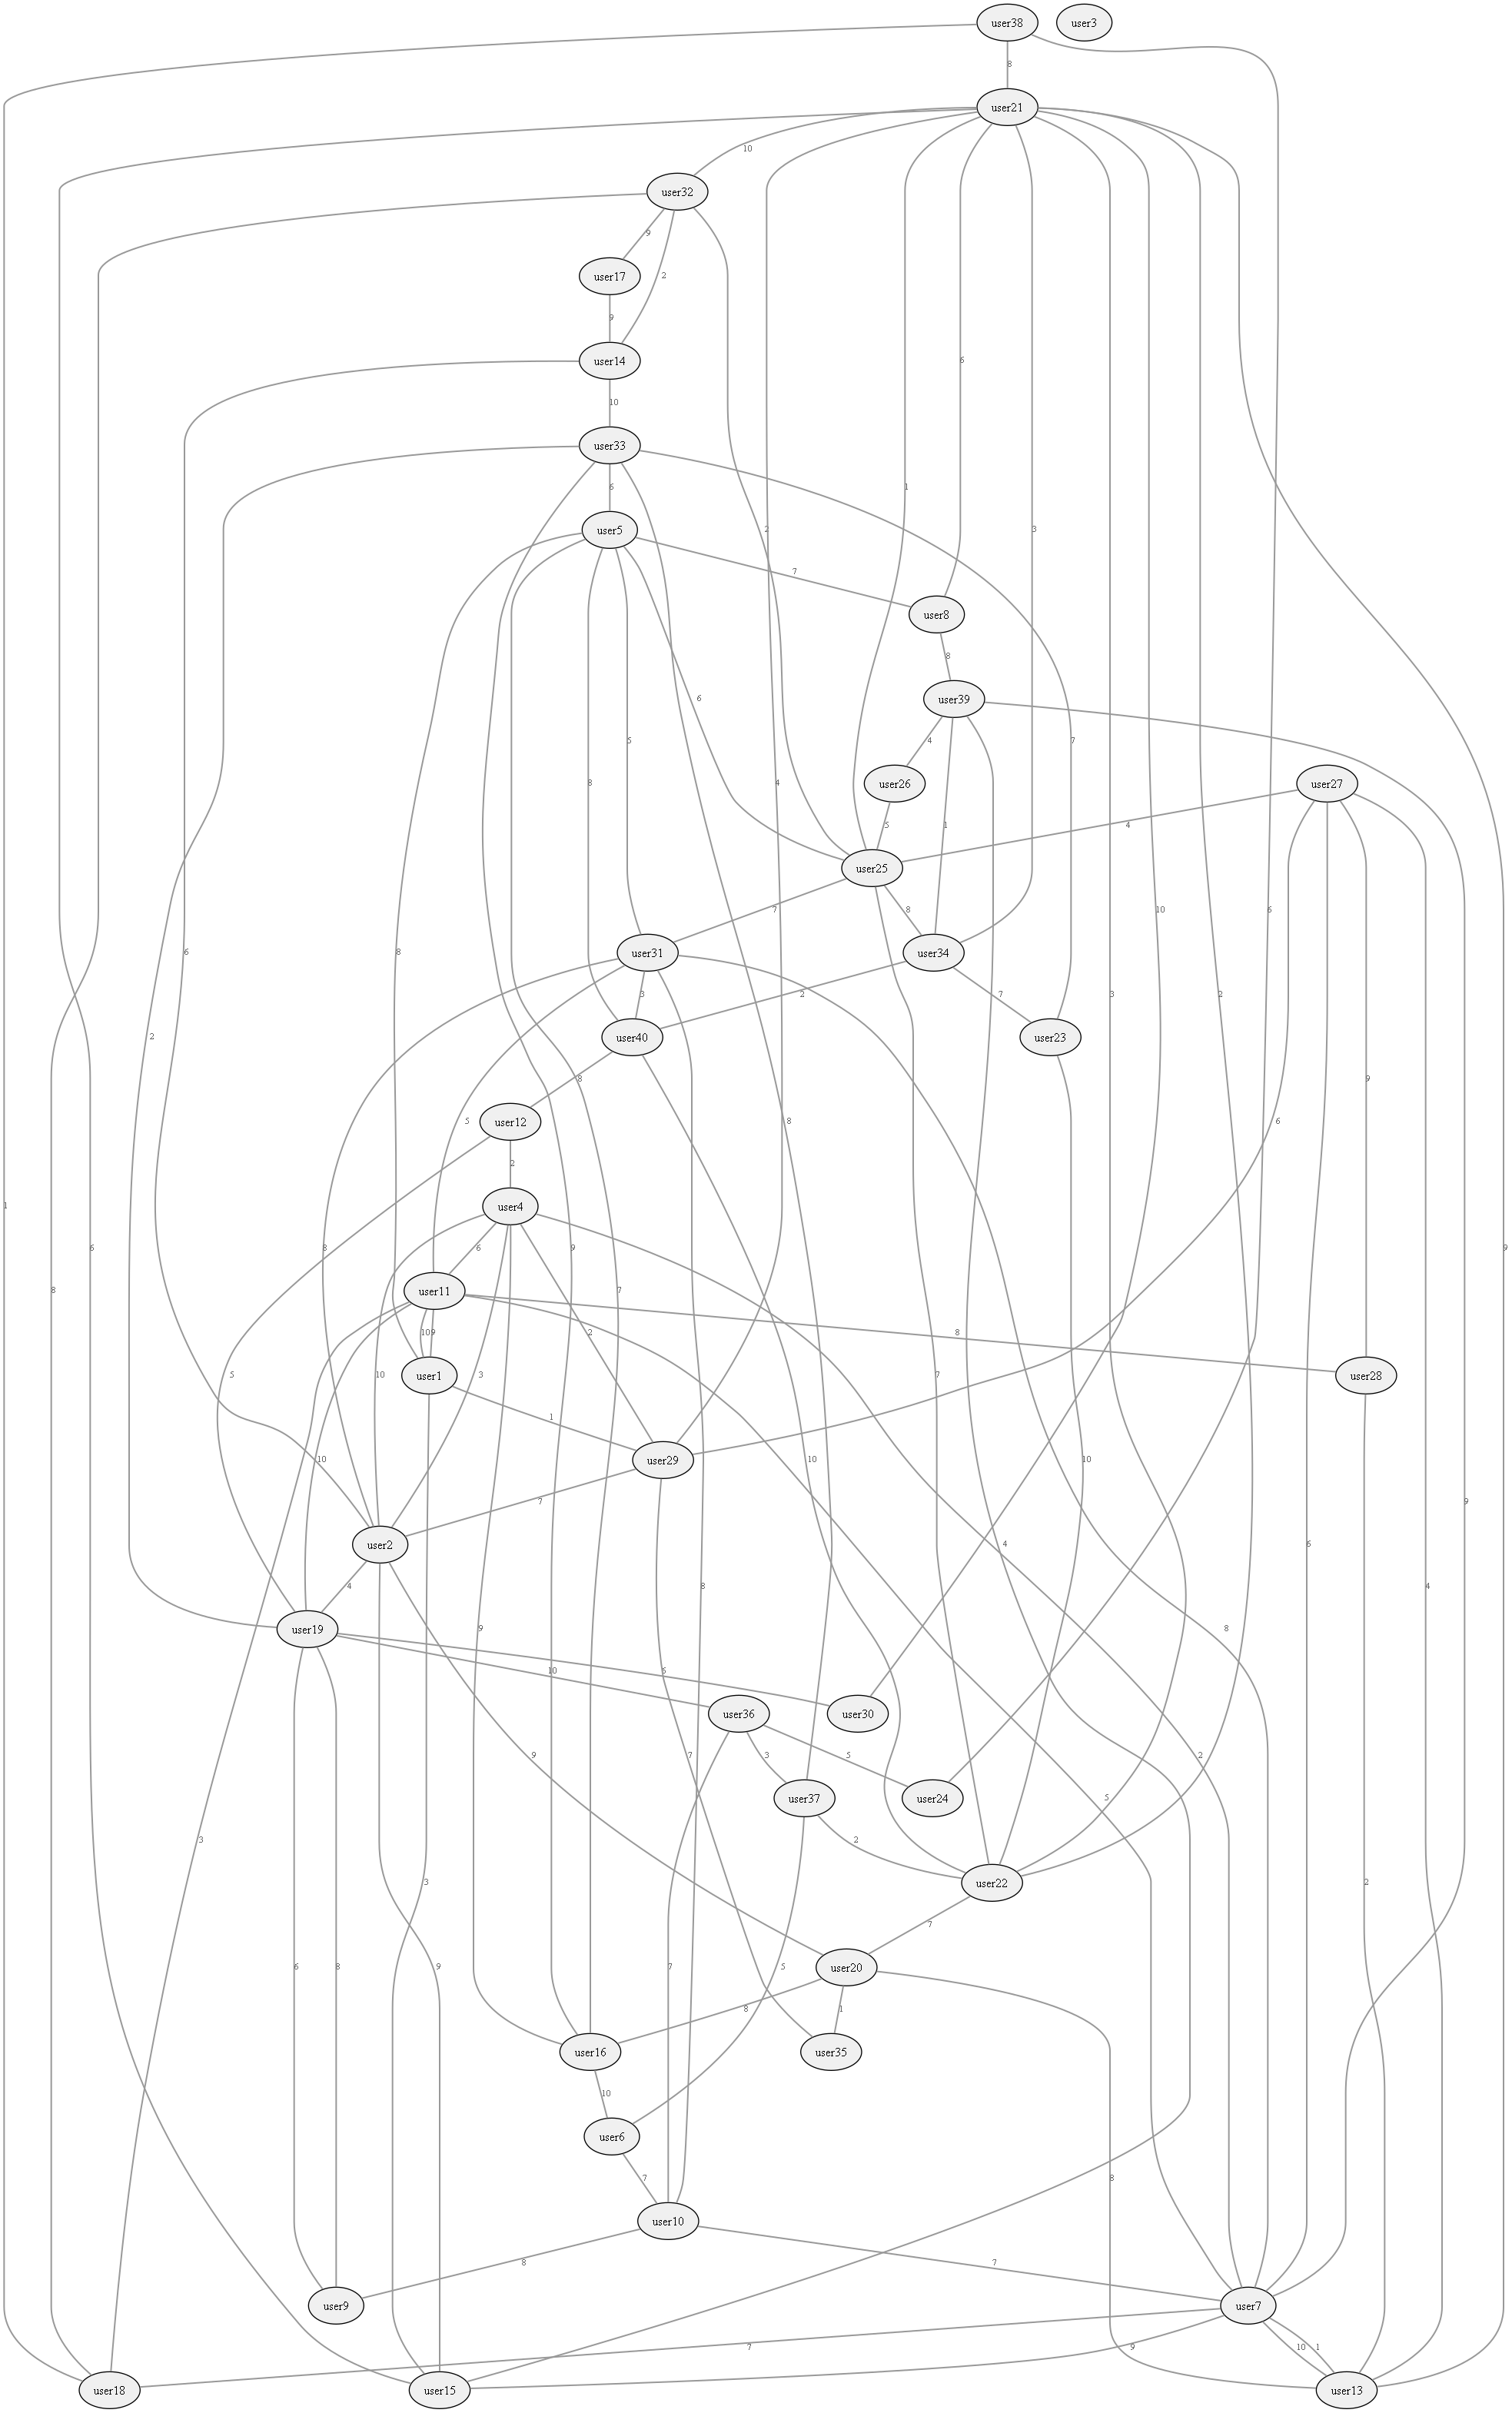 user38 user3
8
user21
10
user32
9
user17 2
9
user14 6
10
user33
6 1
user5 2 3
7
user8
8
user39
6 5 4 7
user26 user27
8 4
5 1 4
user25
8 7 8 10 6
6 user31 user34
3 2 7 3 2
2 user40 user23
8 9
5 user12 8 6
2
user4
1 6 8 6 9 9
8 7
user11
109 2 8
user1 user28
5 10 3 1 7
10 9 7 10
user29 9
7
user2 4 6
4 8 4
user19 8
10 6
user36 user30
3 5 7 5 2
user37 user24
3 9 2
3 user22 2
7
6 8 9 7 5
user20
8 1
user16 user35
10
user6
7 8
user10
8 7
user9 user7
7 9 10 1
user18 user15 user13